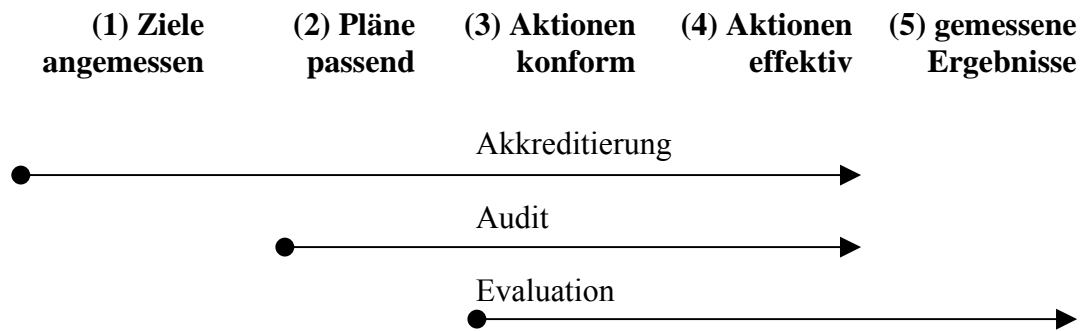 (1) Ziele (2) Pläne (3) Aktionen (4) Aktionen (5) gemessene
angemessen passend konform effektiv Ergebnisse
Akkreditierung
Audit
Evaluation